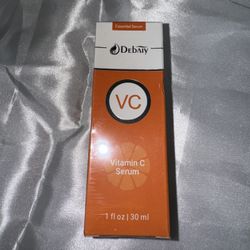 Essential Serum
DEBAIY
VC
Vitamin C
Serum
1 fl oz | 30 ml